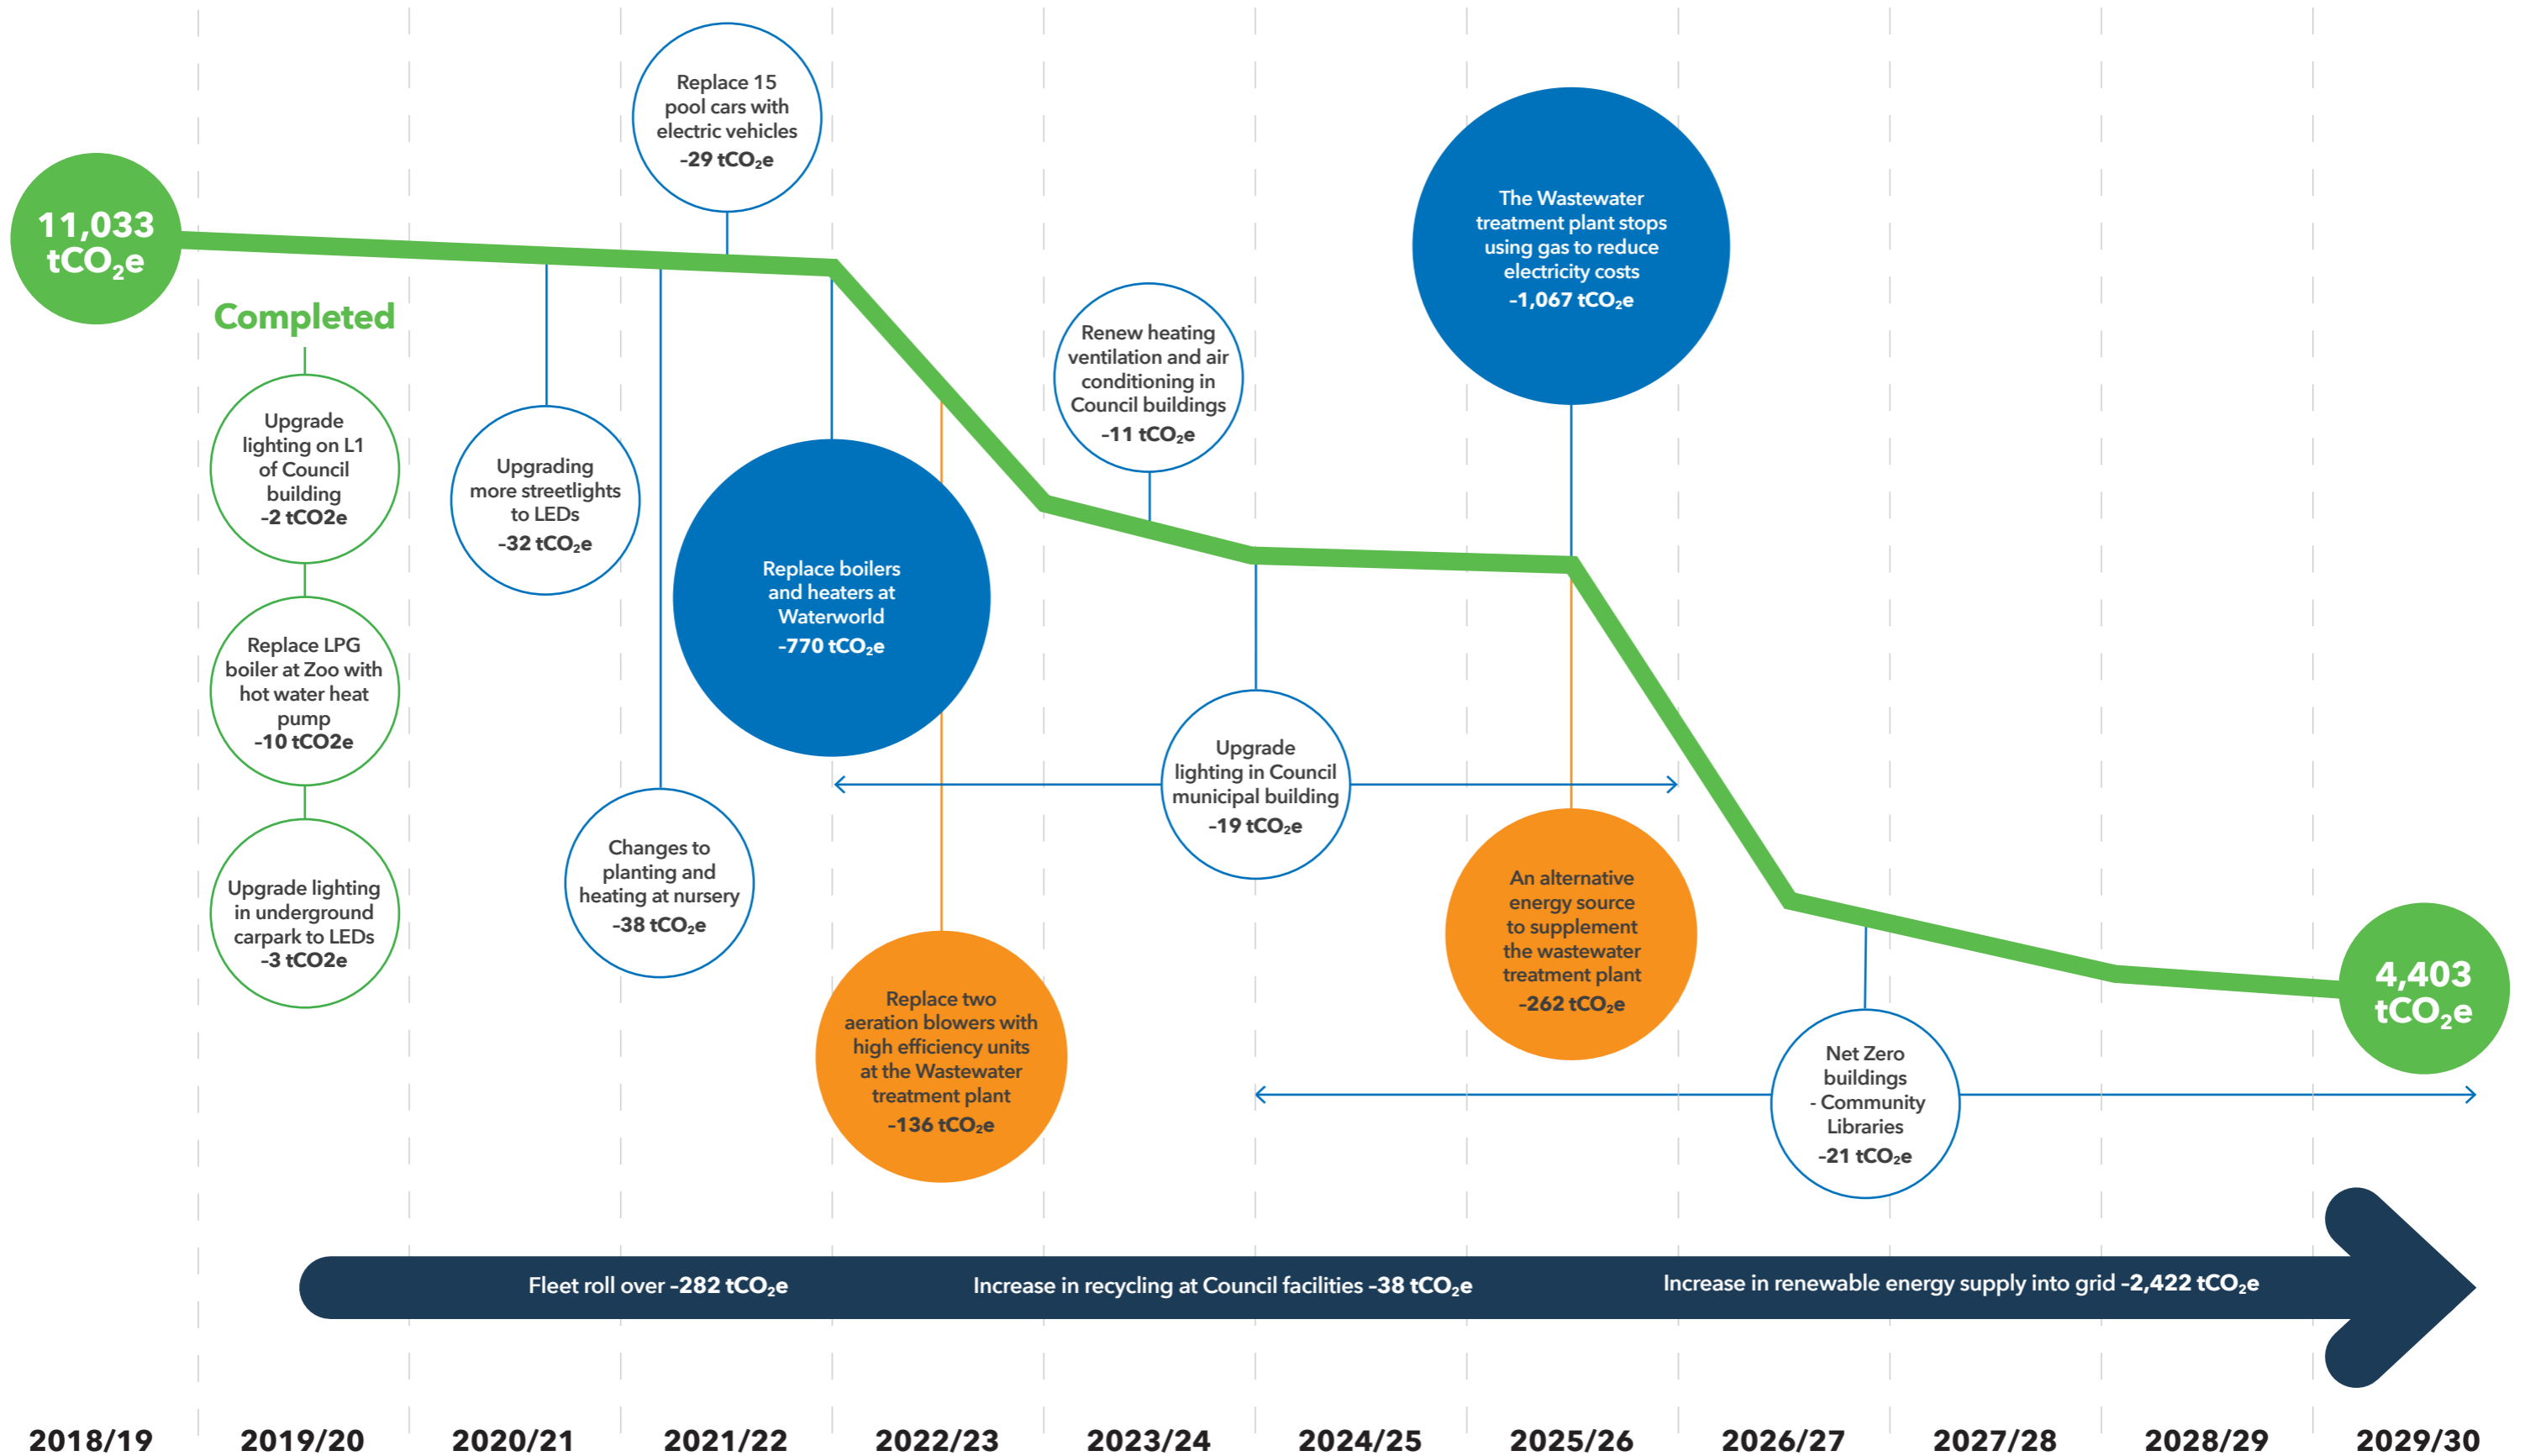 11,033
tCO₂e
Completed
Upgrade
lighting on L1
of Council
building
–2 tCO2e
Replace LPG
boiler at Zoo with
hot water heat
pump
–10 tCO2e
Upgrade lighting
in underground
carpark to LEDs
–3 tCO2e
Upgrading
more streetlights
to LEDs
–32 tCO₂e
Replace 15
pool cars with
electric vehicles
–29 tCO₂e
Changes to
planting and
heating at nursery
–38 tCO₂e
Replace boilers
and heaters at
Waterworld
–770 tCO₂e
Replace two
aeration blowers with
high efficiency units
at the Wastewater
treatment plant
–136 tCO₂e
Renew heating
ventilation and air
conditioning in
Council buildings
–11 tCO₂e
Upgrade
lighting in Council
municipal building
–19 tCO₂e
The Wastewater
treatment plant stops
using gas to reduce
electricity costs
–1,067 tCO₂e
An alternative
energy source
to supplement
the wastewater
treatment plant
–262 tCO₂e
Net Zero
buildings
- Community
Libraries
–21 tCO₂e
4,403
tCO₂e
Fleet roll over –282 tCO₂e
Increase in recycling at Council facilities –38 tCO₂e
Increase in renewable energy supply into grid –2,422 tCO₂e
2018/19
2019/20
2020/21
2021/22
2022/23
2023/24
2024/25
2025/26
2026/27
2027/28
2028/29
2029/30